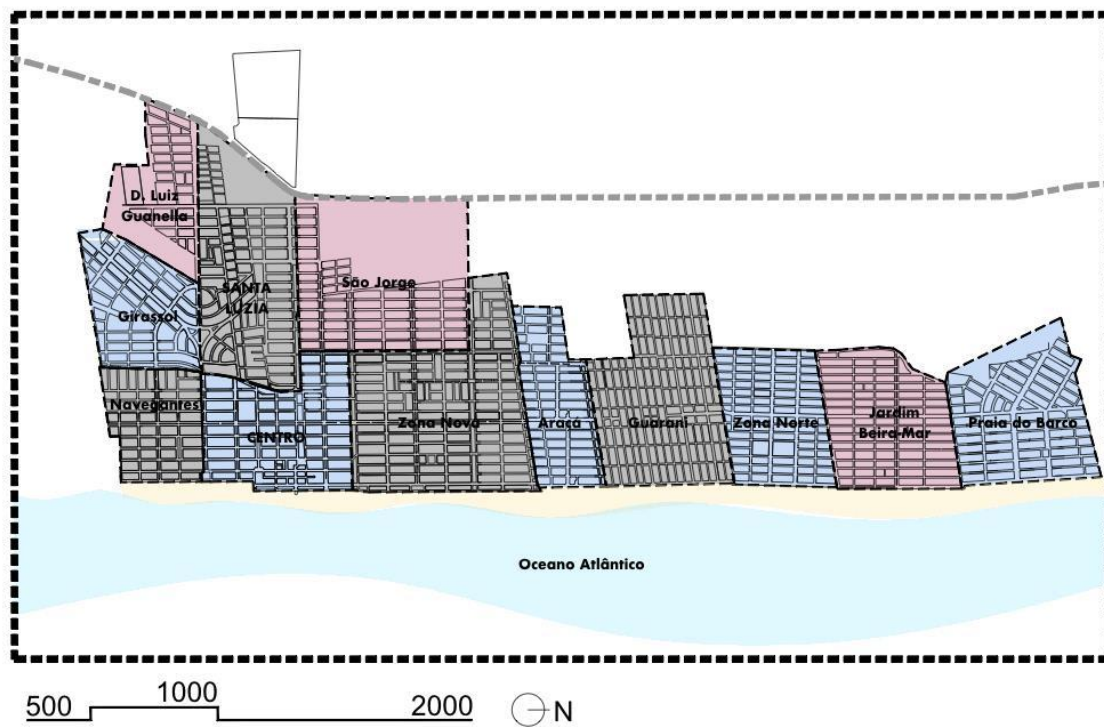 D. Luiz
Guanella
SANTA
LUZIA
São Jorge
Girassol
Navegantes
CENTRO
Zona Nova
Araçá
Guarani
Zona Norte
Jardim
Beira-Mar
Praia do Barco
Oceano Atlântico
500 1000 2000 N